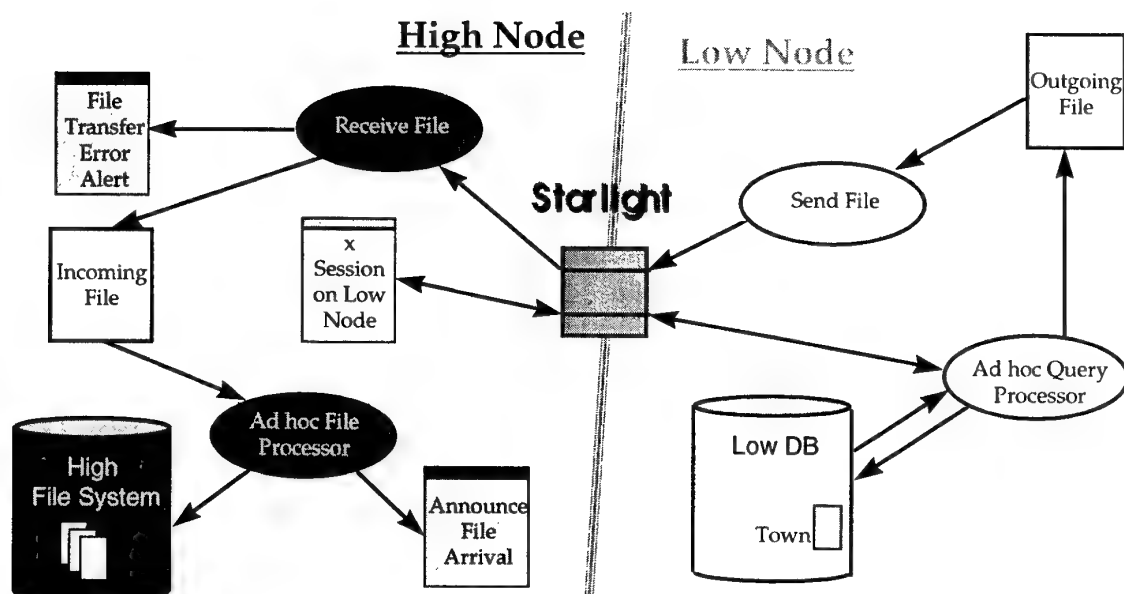 High Node
Low Node
File
Transfer
Error
Alert
Receive File
Outgoing
File
Starlight
Send File
Incoming
File
x
Session
on Low
Node
Ad hoc Query
Processor
Ad hoc File
Processor
High
File System
Announce
File
Arrival
Low DB
Town